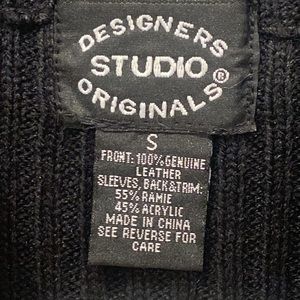 DESIGNERS
STUDIO
ORIGINALS®
S
FRONT: 100% GENUINE
LEATHER
SLEEVES, BACK & TRIM:
55% RAMIE
45% ACRYLIC
MADE IN CHINA
SEE REVERSE FOR
CARE